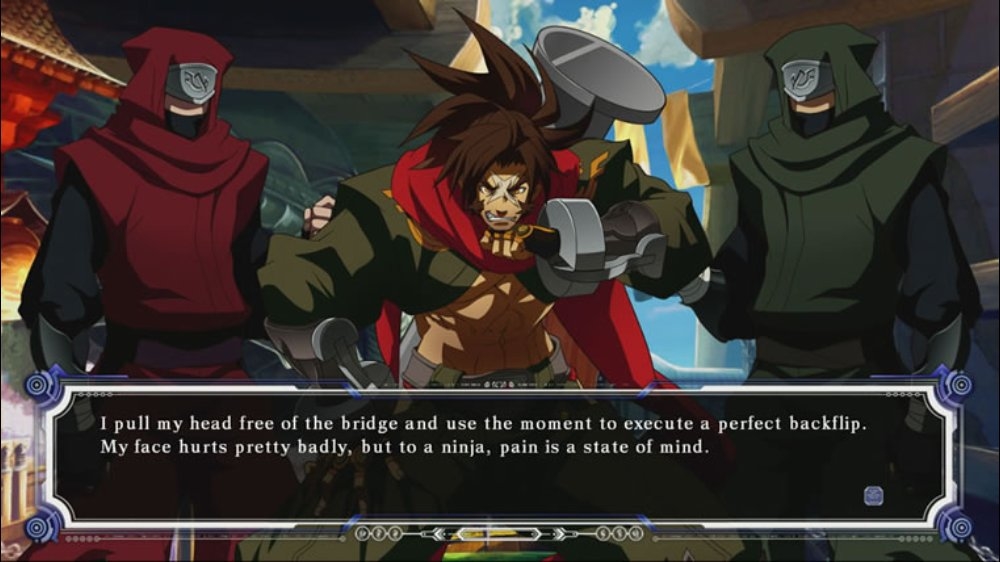 I pull my head free of the bridge and use the moment to execute a perfect backflip.
My face hurts pretty badly, but to a ninja, pain is a state of mind.